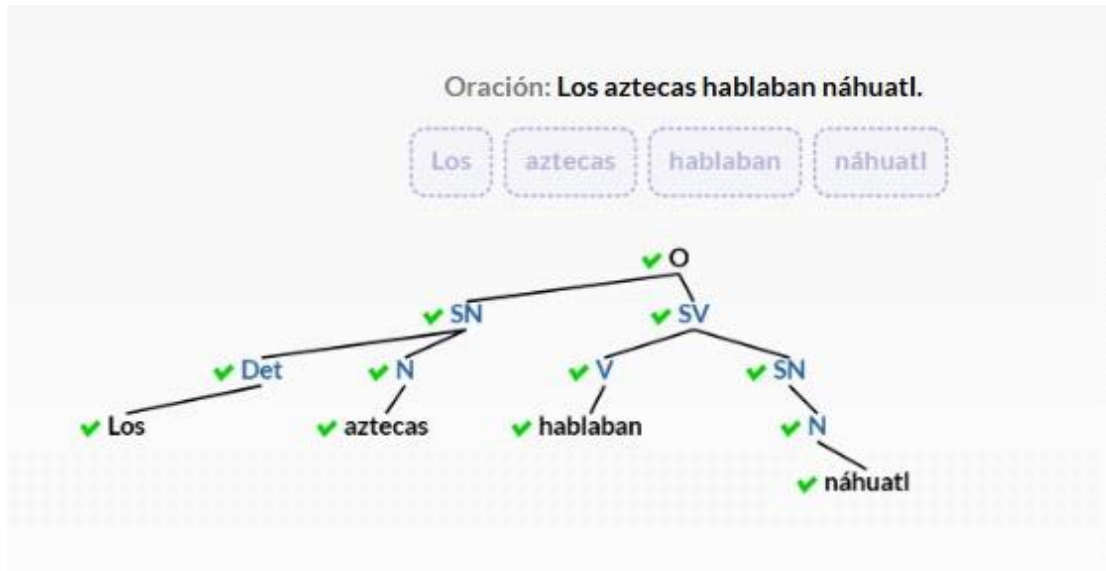 Oración: Los aztecas hablaban náhuatl.
Los aztecas hablaban náhuatl
O
SN SV
Det N V SN
Los aztecas hablaban N
náhuatl